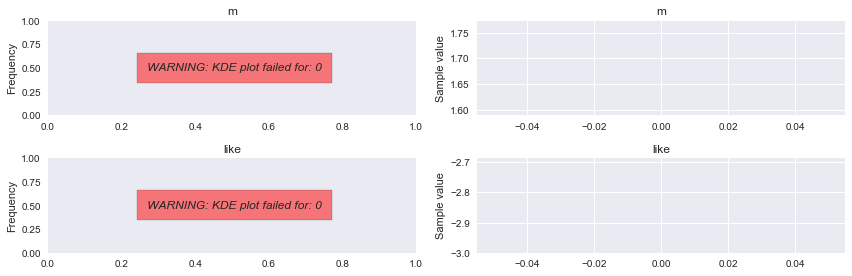 m
1.00
0.75
0.50
0.25
0.00
Frequency
WARNING: KDE plot failed for: 0
0.0 0.2 0.4 0.6 0.8 1.0
m
1.75
1.70
1.65
1.60
Sample value
−0.04 −0.02 0.00 0.02 0.04
like
1.00
0.75
0.50
0.25
0.00
Frequency
WARNING: KDE plot failed for: 0
0.0 0.2 0.4 0.6 0.8 1.0
like
−2.7
−2.8
−2.9
−3.0
Sample value
−0.04 −0.02 0.00 0.02 0.04